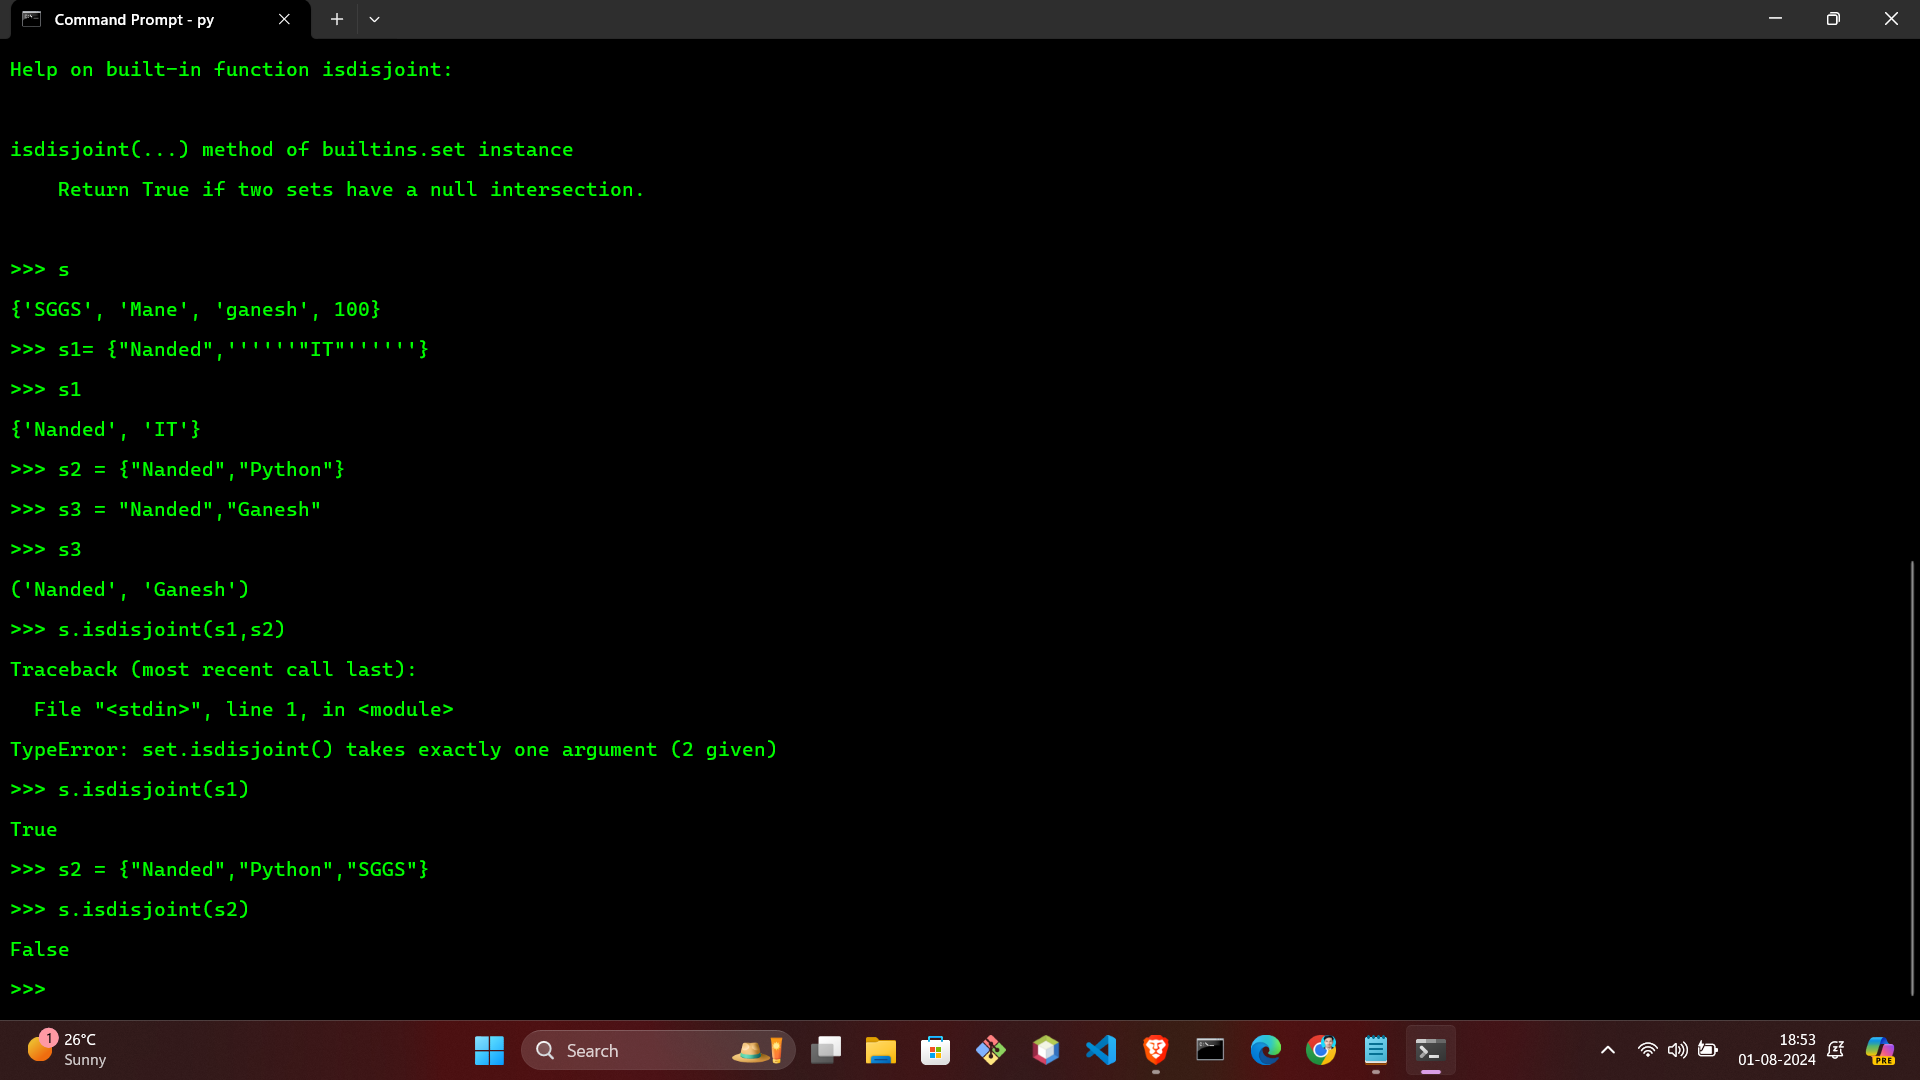 Command Prompt - py
Help on built-in function isdisjoint:
isdisjoint(...) method of builtins.set instance
    Return True if two sets have a null intersection.
>>> s
{'SGGS', 'Mane', 'ganesh', 100}
>>> s1= {"Nanded",''''''"IT"''''''}
>>> s1
{'Nanded', 'IT'}
>>> s2 = {"Nanded","Python"}
>>> s3 = "Nanded","Ganesh"
>>> s3
('Nanded', 'Ganesh')
>>> s.isdisjoint(s1,s2)
Traceback (most recent call last):
  File "<stdin>", line 1, in <module>
TypeError: set.isdisjoint() takes exactly one argument (2 given)
>>> s.isdisjoint(s1)
True
>>> s2 = {"Nanded","Python","SGGS"}
>>> s.isdisjoint(s2)
False
>>>
1
26°C
Sunny
Search
18:53
01-08-2024
PRE